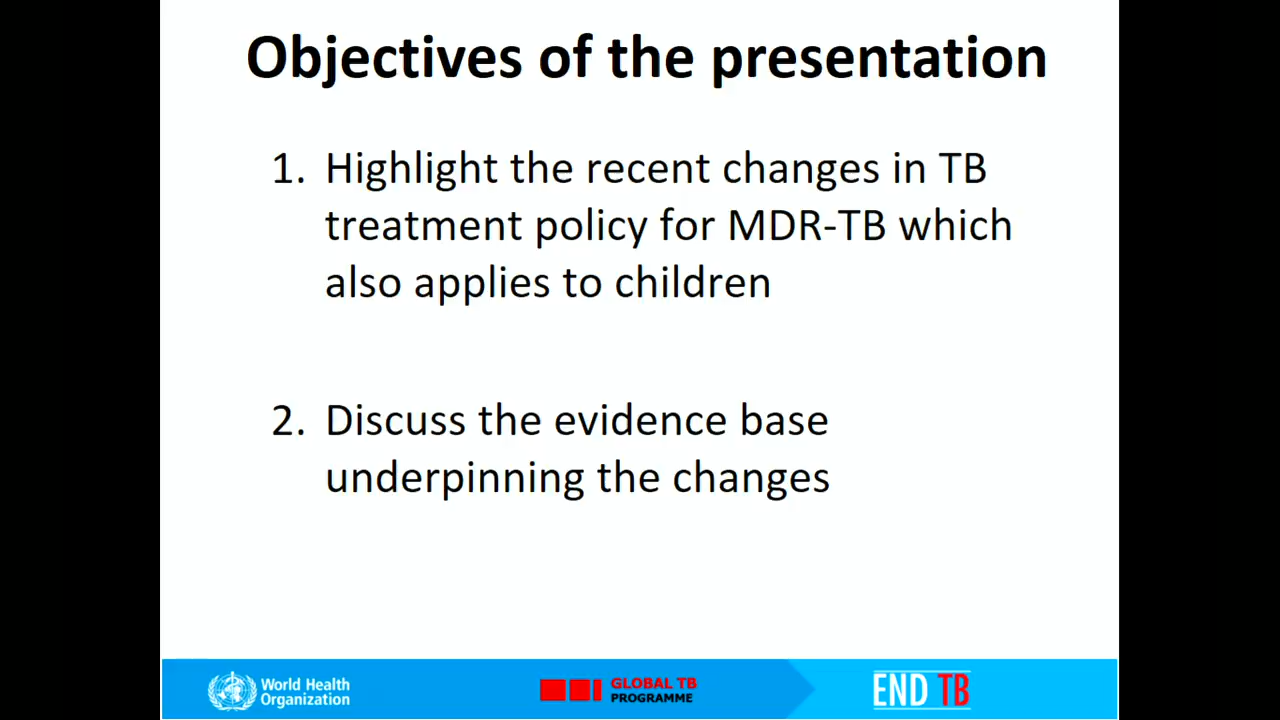 Objectives of the presentation
1. Highlight the recent changes in TB
treatment policy for MDR-TB which
also applies to children
2. Discuss the evidence base
underpinning the changes
World Health
Organization
GLOBAL TB
PROGRAMME
END TB